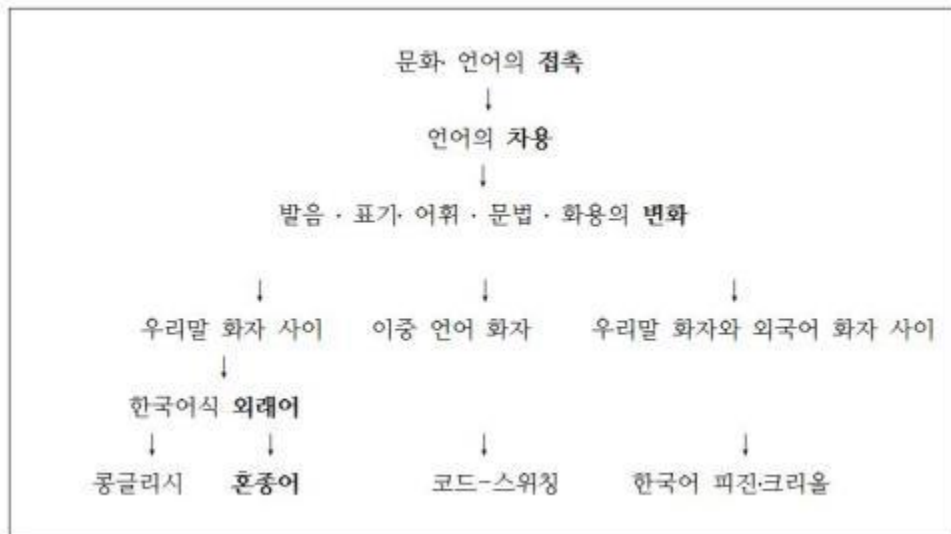 문화· 언어의 접촉
↓
언어의 차용
↓
발음 · 표기· 어휘 · 문법 · 화용의 변화
↓ ↓ ↓
우리말 화자 사이 이중 언어 화자 우리말 화자와 외국어 화자 사이
↓
한국어식 외래어
↓ ↓ ↓ ↓
콩글리시 혼종어 코드-스위칭 한국어 피진·크리올